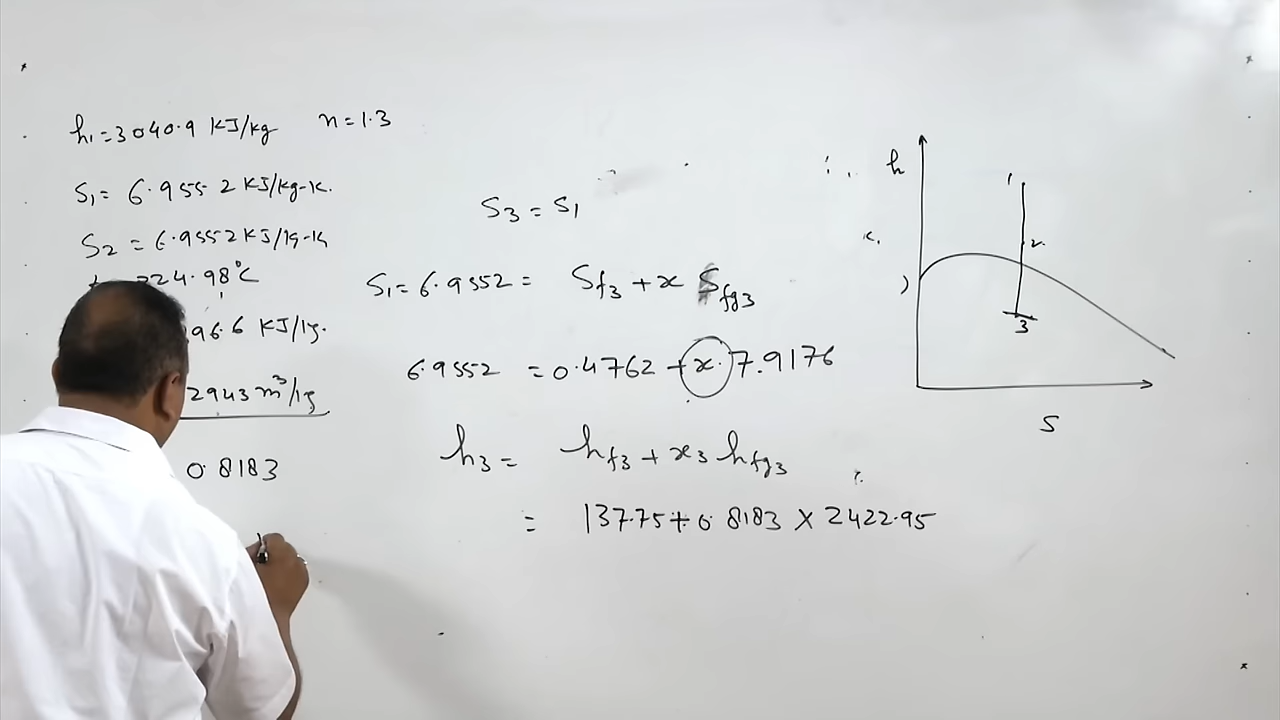 h₁=3040.9 KJ/kg n=1.3
S₁= 6.9552 KJ/kg-K.
S₂ = 6.9552 KJ/kg-K
224.98°C
96.6 KJ/kg.
2943 m³/kg
0.8183
S₃ = S₁
S₁= 6.9552 = Sf₃ + x Sfg₃
6.9552 = 0.4762 + x. 7.9176
h₃ = hf₃ + x₃ hfg₃
= 137.75 + 0.8183 X 2422.95
h
1
2
3
S